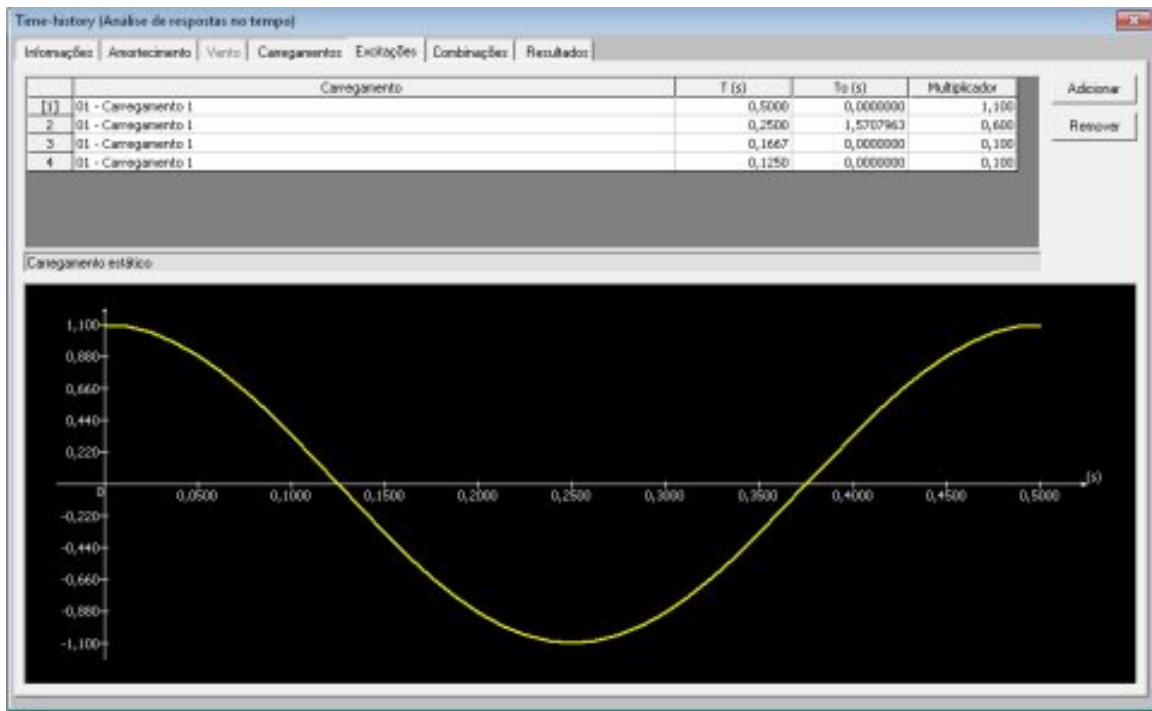 Time-history (Análise de respostas no tempo)
Informações Amortecimento Vento Carregamentos Excitações Combinações Resultados
Carregamento T (s) To (s) Multiplicador Adicionar
[1] 01 - Carregamento 1 0,5000 0,0000000 1,100
2 01 - Carregamento 1 0,2500 1,5707963 0,600 Remover
3 01 - Carregamento 1 0,1667 0,0000000 0,100
4 01 - Carregamento 1 0,1250 0,0000000 0,100
Carregamento estático
1,100
0,880
0,660
0,440
0,220
(s)
0 0,0500 0,1000 0,1500 0,2000 0,2500 0,3000 0,3500 0,4000 0,4500 0,5000
-0,220
-0,440
-0,660
-0,880
-1,100